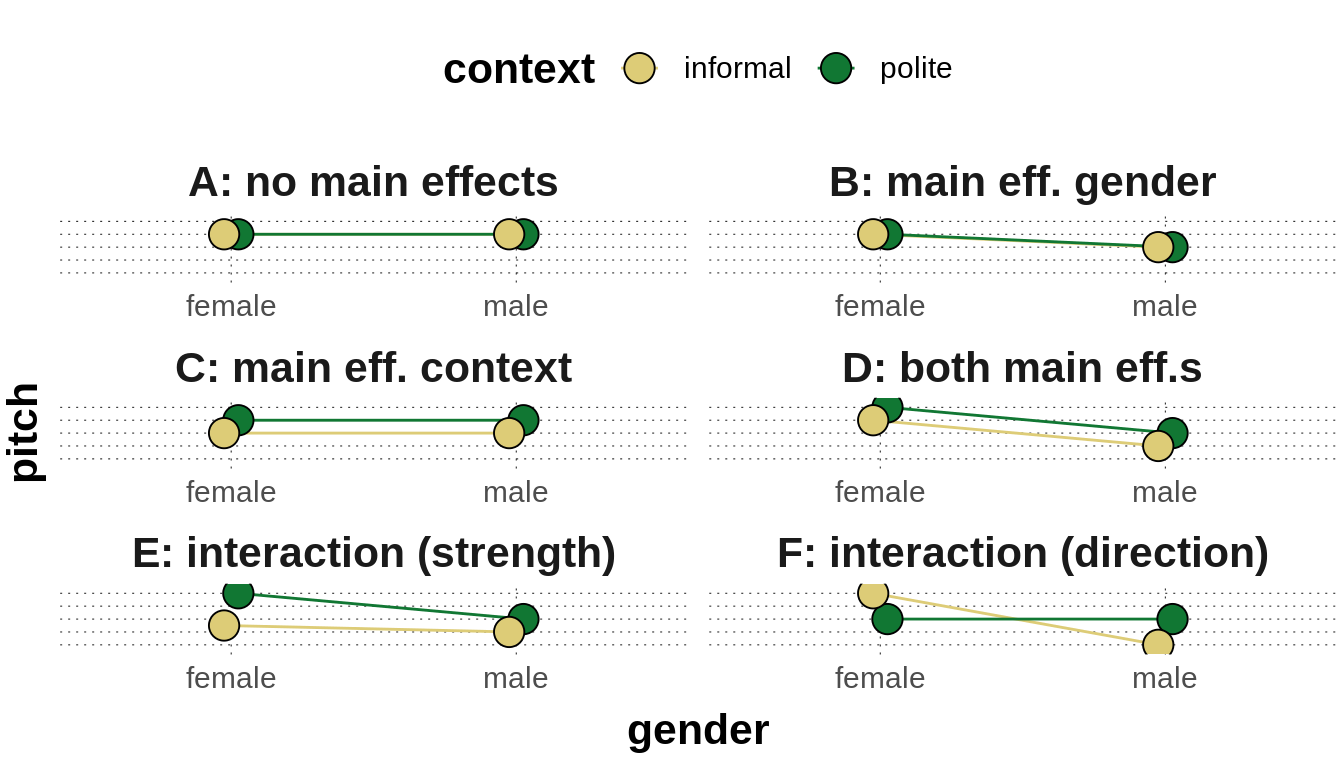 context informal polite
A: no main effects
B: main eff. gender
female male
female male
C: main eff. context
D: both main eff.s
pitch
female male
female male
E: interaction (strength)
F: interaction (direction)
female male
female male
gender